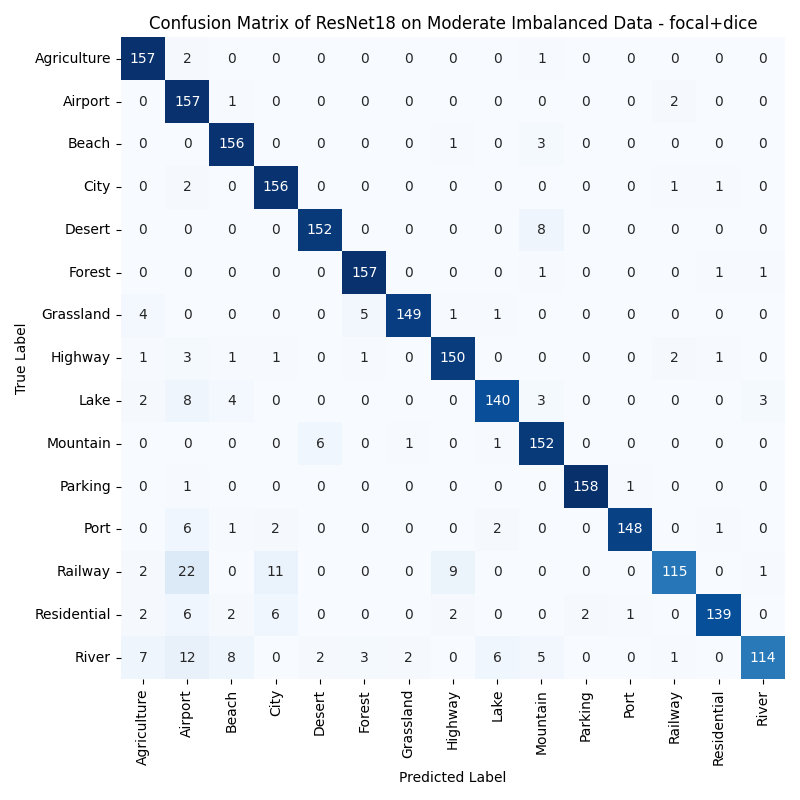 Confusion Matrix of ResNet18 on Moderate Imbalanced Data - focal+dice
Agriculture 157 2 0 0 0 0 0 0 0 1 0 0 0 0 0
Airport 0 157 1 0 0 0 0 0 0 0 0 0 2 0 0
Beach 0 0 156 0 0 0 0 1 0 3 0 0 0 0 0
City 0 2 0 156 0 0 0 0 0 0 0 0 1 1 0
Desert 0 0 0 0 152 0 0 0 0 8 0 0 0 0 0
Forest 0 0 0 0 0 157 0 0 0 1 0 0 0 1 1
Grassland 4 0 0 0 0 5 149 1 1 0 0 0 0 0 0
Highway 1 3 1 1 0 1 0 150 0 0 0 0 2 1 0
Lake 2 8 4 0 0 0 0 0 140 3 0 0 0 0 3
Mountain 0 0 0 0 6 0 1 0 1 152 0 0 0 0 0
Parking 0 1 0 0 0 0 0 0 0 0 158 1 0 0 0
Port 0 6 1 2 0 0 0 0 2 0 0 148 0 1 0
Railway 2 22 0 11 0 0 0 9 0 0 0 0 115 0 1
Residential 2 6 2 6 0 0 0 2 0 0 2 1 0 139 0
River 7 12 8 0 2 3 2 0 6 5 0 0 1 0 114
True Label
Agriculture Airport Beach City Desert Forest Grassland Highway Lake Mountain Parking Port Railway Residential River
Predicted Label